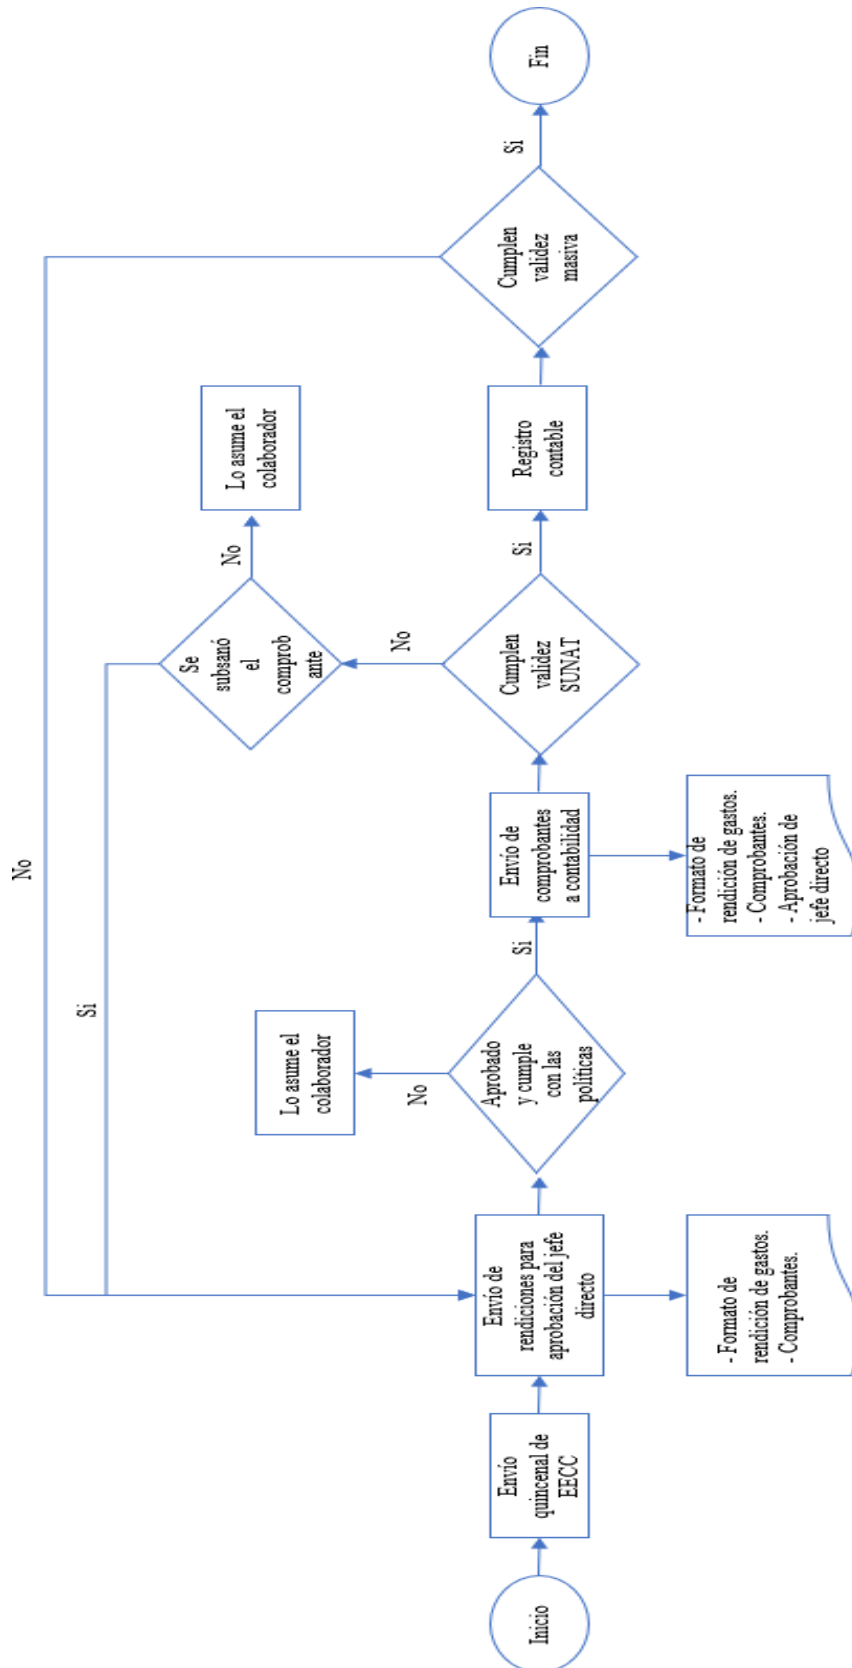 Inicio
Envío
quincenal de
EECC
Envío de
rendiciones para
aprobación del jefe
directo
- Formato de
rendición de gastos.
- Comprobantes.
Aprobado
y cumple
con las
políticas
No
Lo asume el
colaborador
Si
Envío de
comprobantes
a contabilidad
- Formato de
rendición de gastos.
- Comprobantes.
- Aprobación de
jefe directo
Cumplen
validez
SUNAT
No
Se
subsanó
el
comprob
ante
No
Lo asume el
colaborador
Si
Si
Registro
contable
Cumplen
validez
masiva
No
Si
Fin